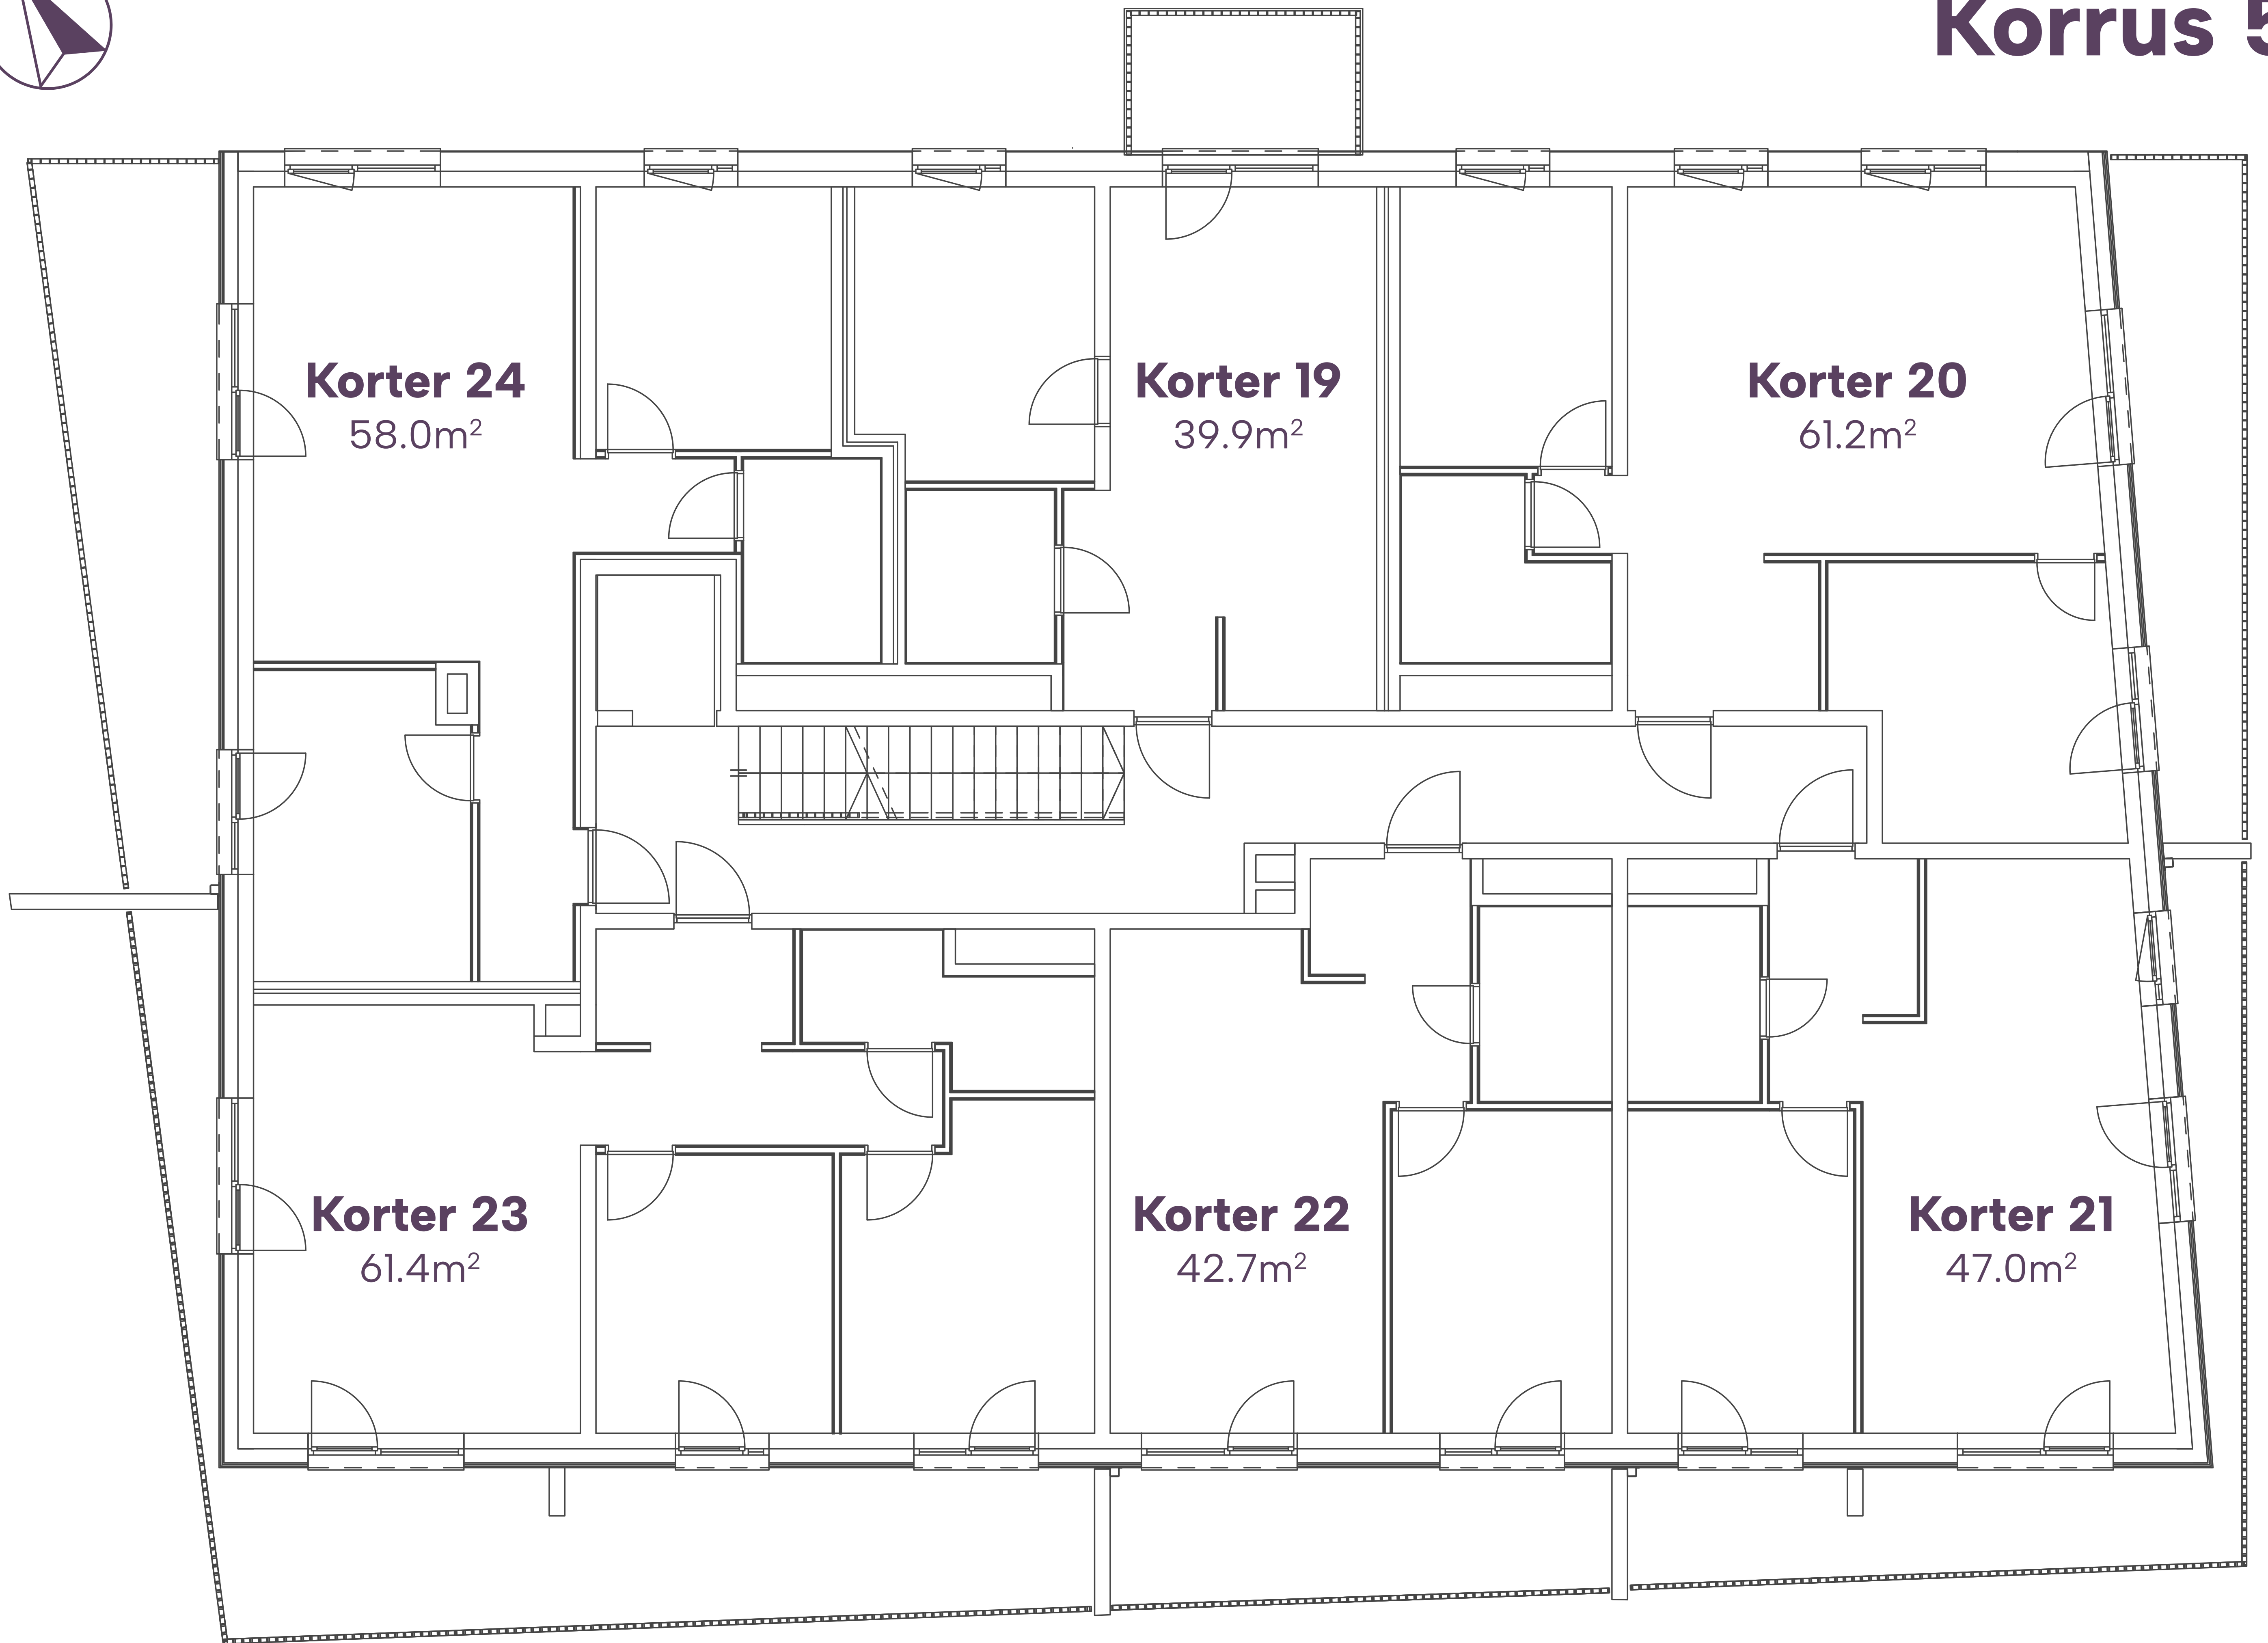 Korrus 5
Korter 24
58.0m²
Korter 19
39.9m²
Korter 20
61.2m²
Korter 23
61.4m²
Korter 22
42.7m²
Korter 21
47.0m²